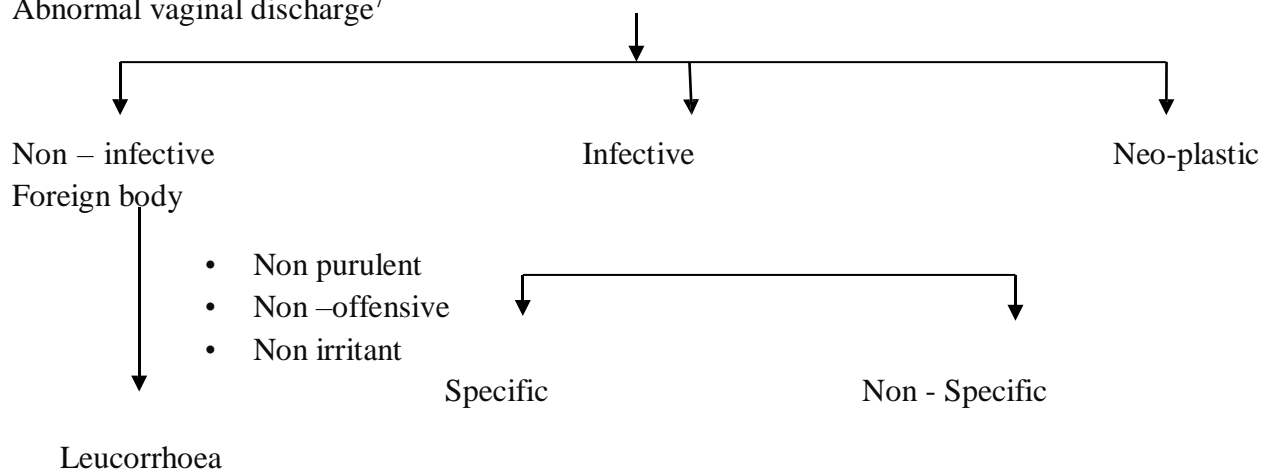 Abnormal vaginal discharge7
Non – infective Infective Neo-plastic
Foreign body
• Non purulent
• Non –offensive
• Non irritant
Specific Non - Specific
Leucorrhoea